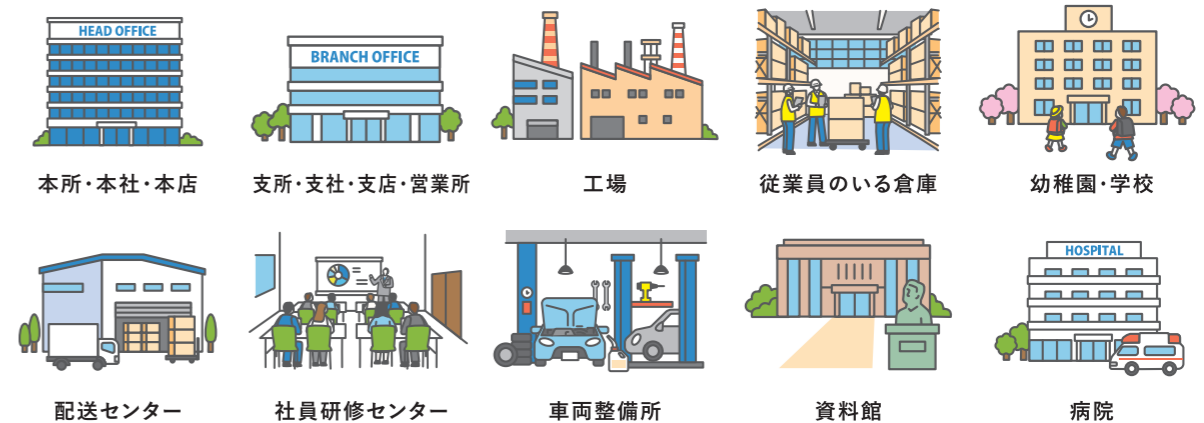 HEAD OFFICE
BRANCH OFFICE
本所・本社・本店
支所・支社・支店・営業所
工場
従業員のいる倉庫
幼稚園・学校
HOSPITAL
配送センター
社員研修センター
車両整備所
資料館
病院